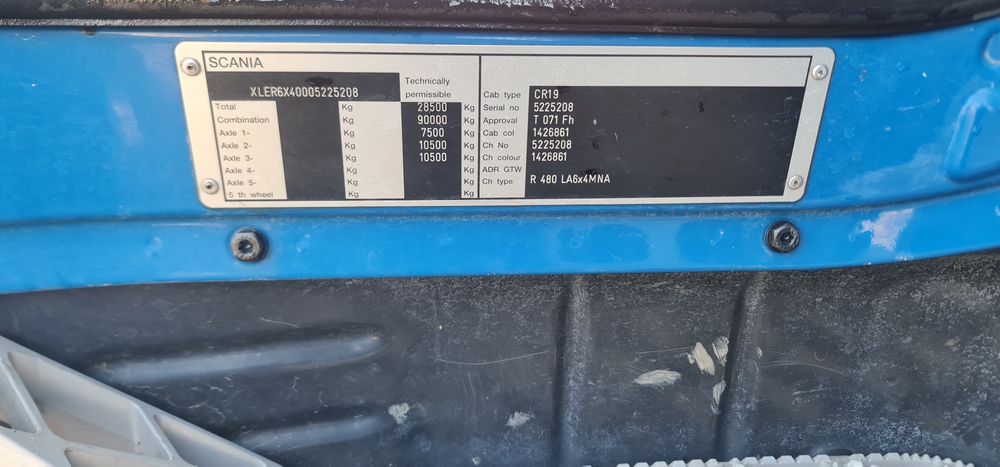 SCANIA
XLER6X40005225208
Technically permissible
Total Kg 28500 Kg
Combination Kg 90000 Kg
Axle 1- Kg 7500 Kg
Axle 2- Kg 10500 Kg
Axle 3- Kg 10500 Kg
Axle 4- Kg Kg
Axle 5- Kg Kg
5 th wheel Kg Kg
Cab type CR19
Serial no 5225208
Approval T 071 Fh
Cab col 1426861
Ch No 5225208
Ch colour 1426861
ADR GTW
Ch type R 480 LA6x4MNA